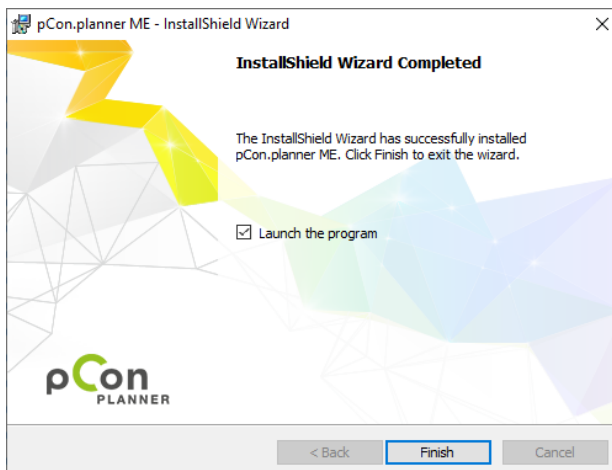 pCon.planner ME - InstallShield Wizard
InstallShield Wizard Completed
The InstallShield Wizard has successfully installed
pCon.planner ME. Click Finish to exit the wizard.
Launch the program
pCon
PLANNER
< Back
Finish
Cancel